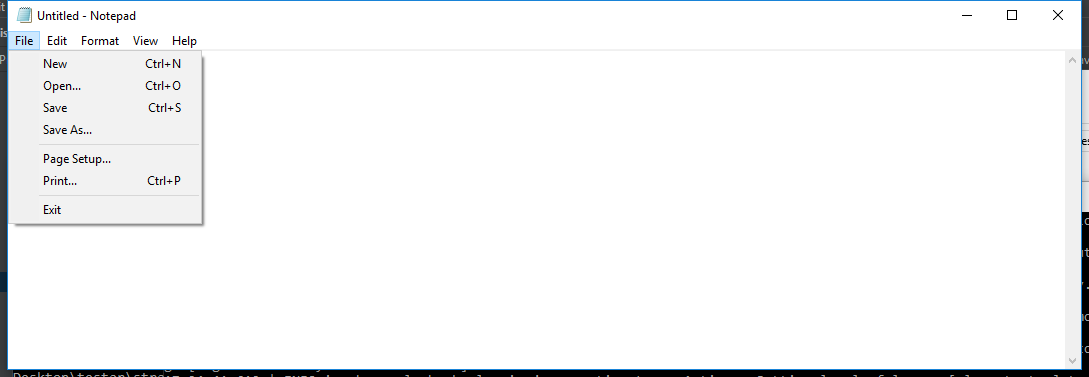 Untitled - Notepad
File Edit Format View Help
New Ctrl+N
Open... Ctrl+O
Save Ctrl+S
Save As...
Page Setup...
Print... Ctrl+P
Exit